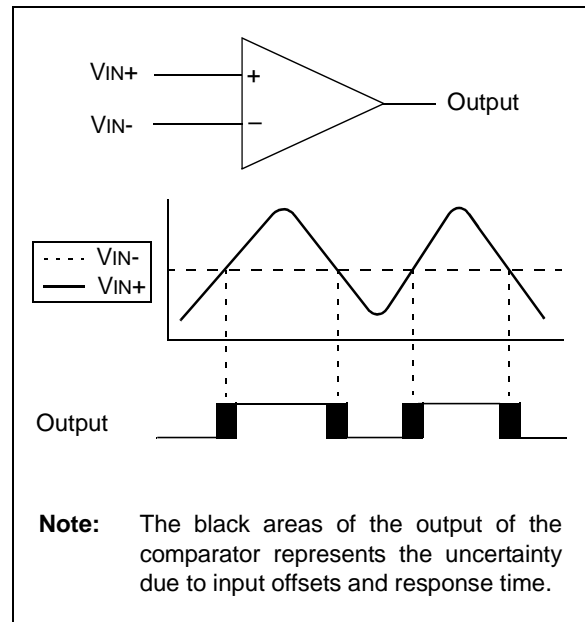 VIN+
+
Output
VIN-
–
VIN-
VIN+
Output
Note: The black areas of the output of the
comparator represents the uncertainty
due to input offsets and response time.